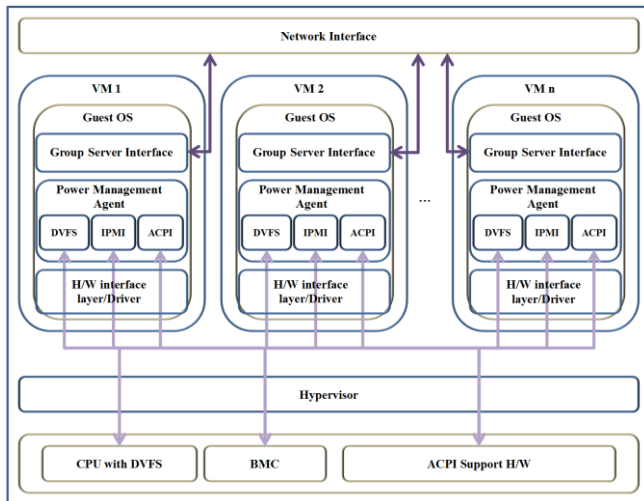 Network Interface
VM 1
Guest OS
Group Server Interface
Power Management
Agent
DVFS
IPMI
ACPI
H/W interface
layer/Driver
VM 2
Guest OS
Group Server Interface
Power Management
Agent
DVFS
IPMI
ACPI
H/W interface
layer/Driver
...
VM n
Guest OS
Group Server Interface
Power Management
Agent
DVFS
IPMI
ACPI
H/W interface
layer/Driver
Hypervisor
CPU with DVFS
BMC
ACPI Support H/W